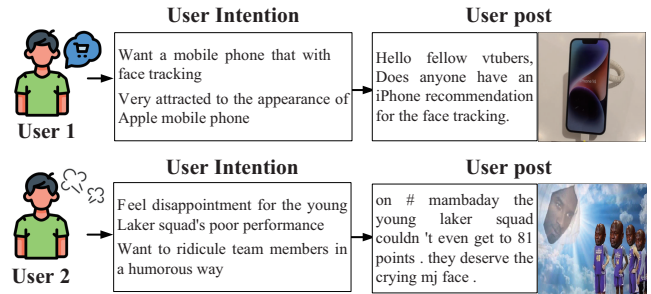 User Intention
User post
Want a mobile phone that with
face tracking
Very attracted to the appearance of
Apple mobile phone
Hello fellow vtubers,
Does anyone have an
iPhone recommendation
for the face tracking.
User 1
User Intention
User post
Feel disappointment for the young
Laker squad's poor performance
Want to ridicule team members in
a humorous way
on # mambaday the
young laker squad
couldn 't even get to 81
points . they deserve the
crying mj face .
User 2